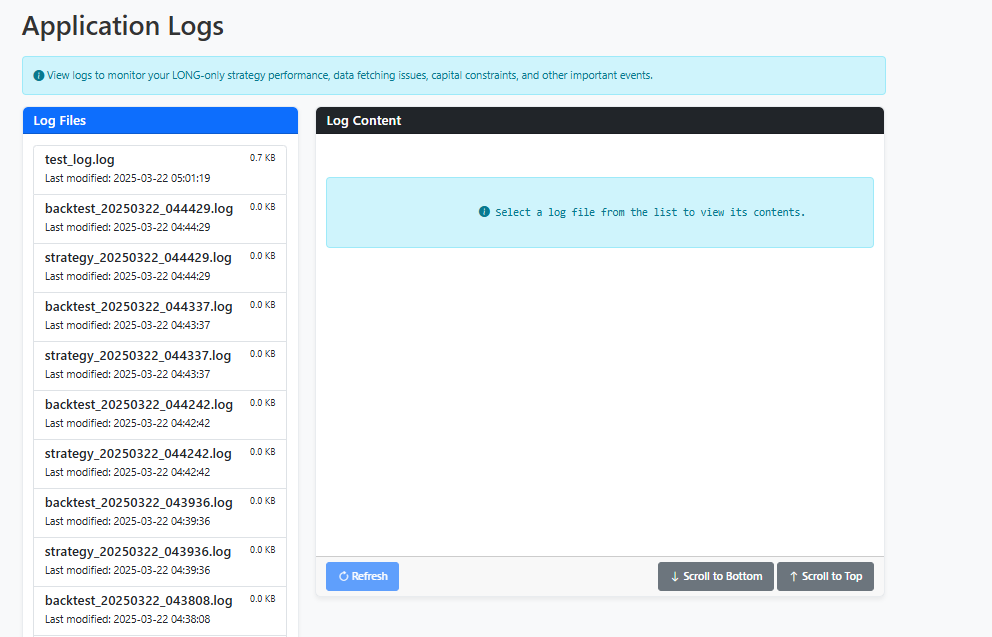 Application Logs
View logs to monitor your LONG-only strategy performance, data fetching issues, capital constraints, and other important events.
Log Files
test_log.log 0.7 KB
Last modified: 2025-03-22 05:01:19
backtest_20250322_044429.log 0.0 KB
Last modified: 2025-03-22 04:44:29
strategy_20250322_044429.log 0.0 KB
Last modified: 2025-03-22 04:44:29
backtest_20250322_044337.log 0.0 KB
Last modified: 2025-03-22 04:43:37
strategy_20250322_044337.log 0.0 KB
Last modified: 2025-03-22 04:43:37
backtest_20250322_044242.log 0.0 KB
Last modified: 2025-03-22 04:42:42
strategy_20250322_044242.log 0.0 KB
Last modified: 2025-03-22 04:42:42
backtest_20250322_043936.log 0.0 KB
Last modified: 2025-03-22 04:39:36
strategy_20250322_043936.log 0.0 KB
Last modified: 2025-03-22 04:39:36
backtest_20250322_043808.log 0.0 KB
Last modified: 2025-03-22 04:38:08
Log Content
Select a log file from the list to view its contents.
Refresh
Scroll to Bottom
Scroll to Top